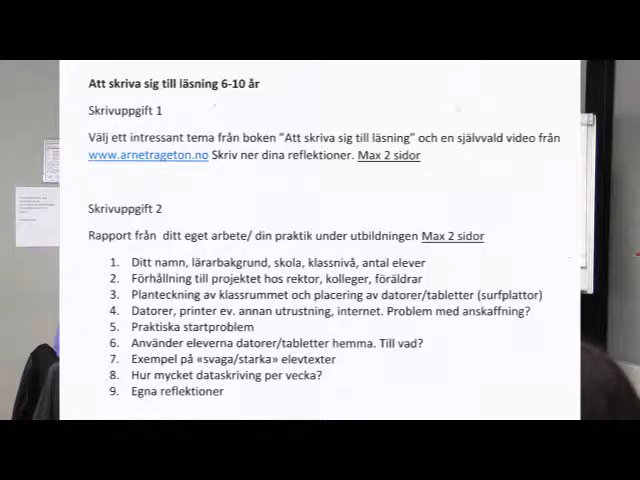 Att skriva sig till läsning 6-10 år
Skrivuppgift 1
Välj ett intressant tema från boken "Att skriva sig till läsning" och en självvald video från
www.arnetrageton.no Skriv ner dina reflektioner. Max 2 sidor
Skrivuppgift 2
Rapport från ditt eget arbete/ din praktik under utbildningen Max 2 sidor
1. Ditt namn, lärarbakgrund, skola, klassnivå, antal elever
2. Förhållning till projektet hos rektor, kolleger, föräldrar
3. Planteckning av klassrummet och placering av datorer/tabletter (surfplattor)
4. Datorer, printer ev. annan utrustning, internet. Problem med anskaffning?
5. Praktiska startproblem
6. Använder eleverna datorer/tabletter hemma. Till vad?
7. Exempel på «svaga/starka» elevtexter
8. Hur mycket dataskriving per vecka?
9. Egna reflektioner